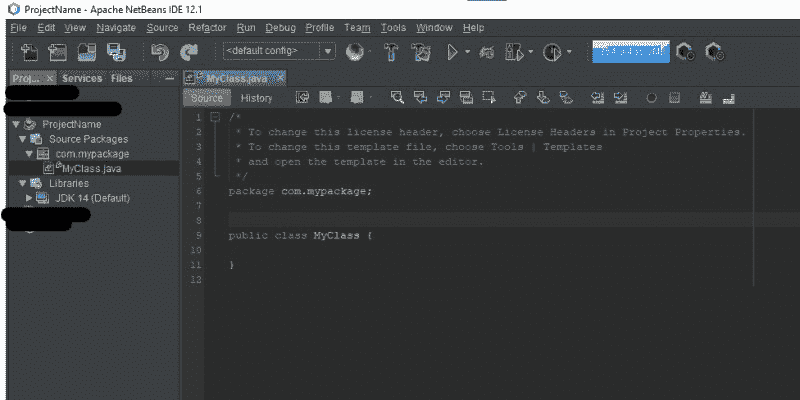 ProjectName - Apache NetBeans IDE 12.1
File Edit View Navigate Source Refactor Run Debug Profile Team Tools Window Help
<default config>
Proj... Services Files
MyClass.java
Source History
ProjectName
Source Packages
com.mypackage
MyClass.java
Libraries
JDK 14 (Default)
1 /*
2 * To change this license header, choose License Headers in Project Properties.
3 * To change this template file, choose Tools | Templates
4 * and open the template in the editor.
5 */
6 package com.mypackage;
7
8
9 public class MyClass {
10
11 }
12